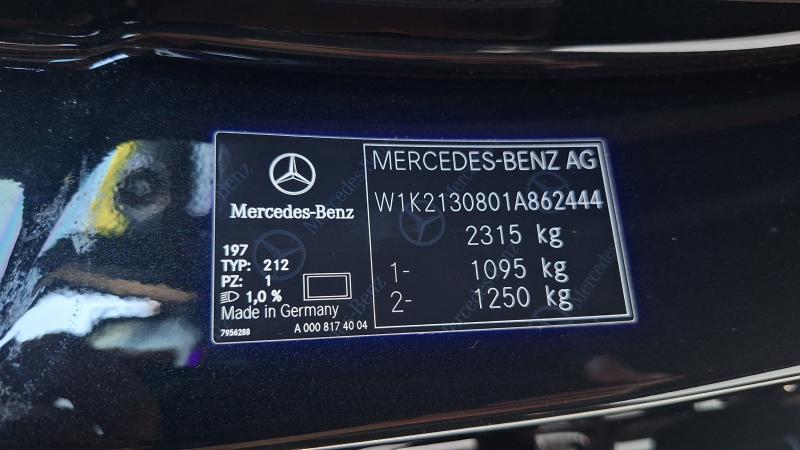 MERCEDES-BENZ AG
W1K2130801A862444
2315 kg
1- 1095 kg
2- 1250 kg
Mercedes-Benz
197
TYP: 212
PZ: 1
1,0 %
Made in Germany
7956288 A 000 817 40 04